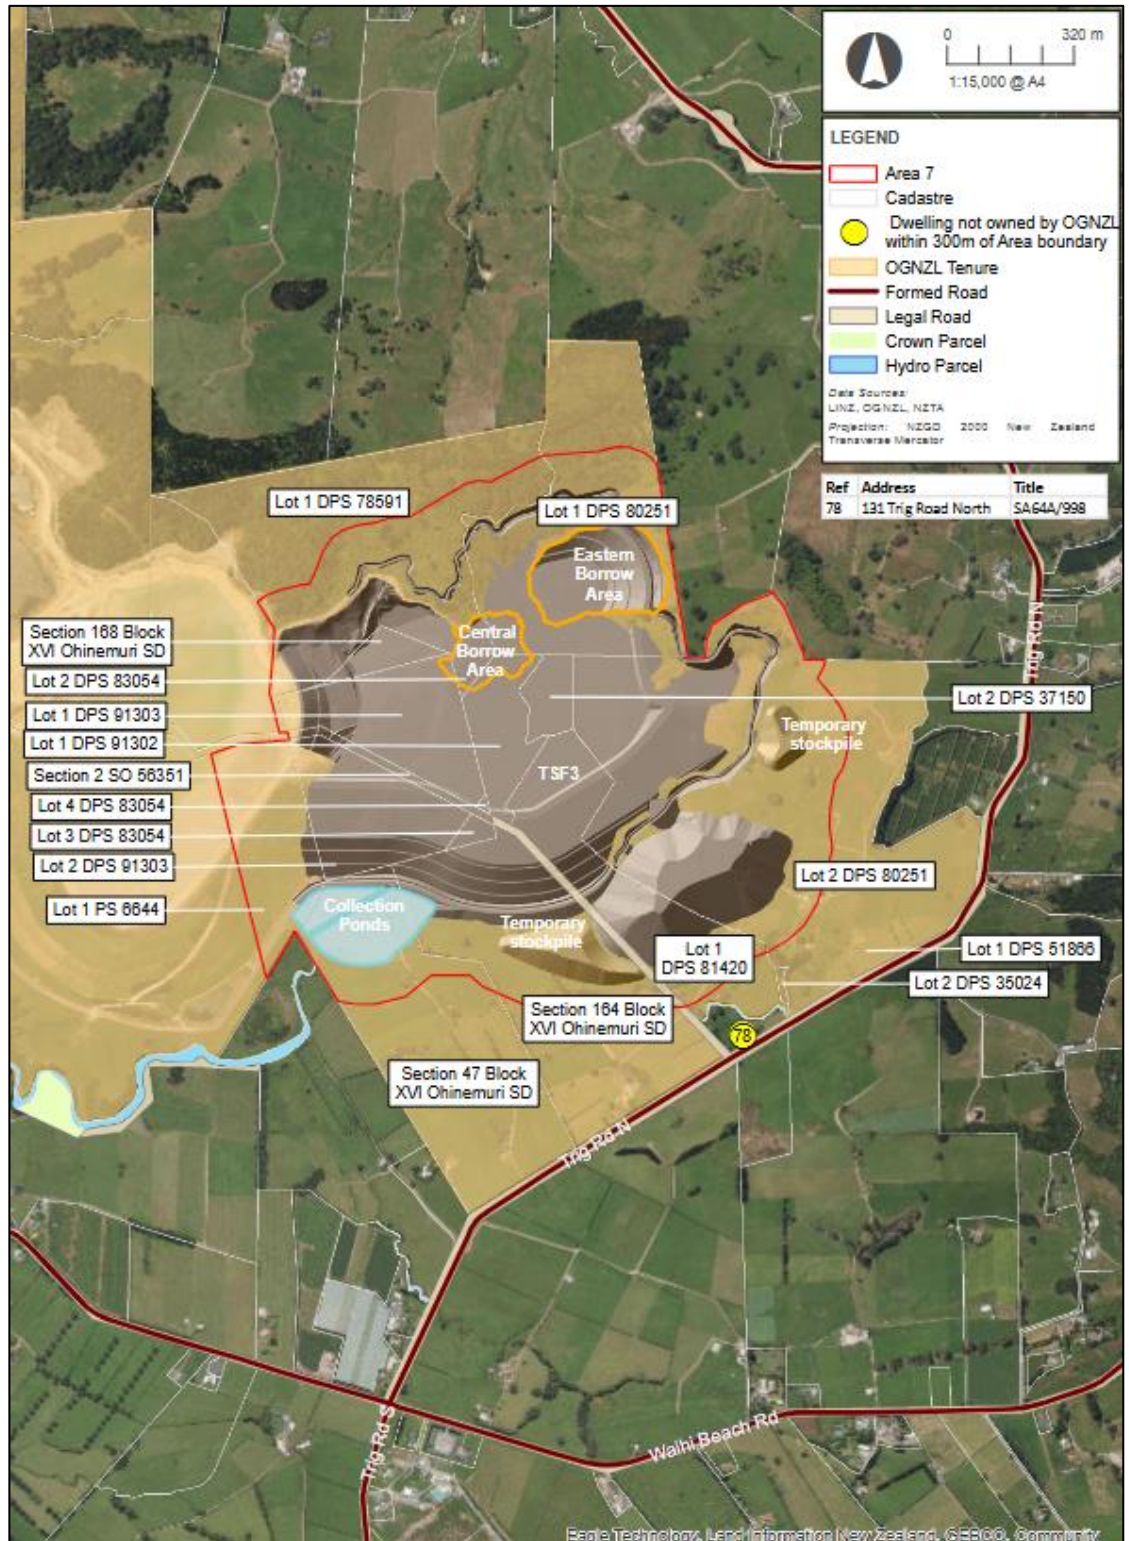 0 320 m
1:15,000 @ A4
LEGEND
Area 7
Cadastre
Dwelling not owned by OGNZL
within 300m of Area boundary
OGNZL Tenure
Formed Road
Legal Road
Crown Parcel
Hydro Parcel
Data Sources:
LINZ, OGNZL, NZTA
Projection: NZGD 2000 New Zealand
Transverse Mercator
Ref Address Title
78 131 Trig Road North SA64A/998
Lot 1 DPS 78591
Lot 1 DPS 80251
Eastern
Borrow
Area
Central
Borrow
Area
Section 168 Block
XVI Ohinemuri SD
Lot 2 DPS 83054
Lot 1 DPS 91303
Lot 1 DPS 91302
Section 2 SO 56351
Lot 4 DPS 83054
Lot 3 DPS 83054
Lot 2 DPS 91303
Lot 1 PS 6644
Trig Rd N
Lot 2 DPS 37150
Temporary
stockpile
TSF3
Lot 2 DPS 80251
Collection
Ponds
Temporary
stockpile
Lot 1
DPS 81420
Lot 1 DPS 51866
Lot 2 DPS 35024
Section 164 Block
XVI Ohinemuri SD
78
Section 47 Block
XVI Ohinemuri SD
Trig Rd N
Trig Rd S
Waihi Beach Rd
Eagle Technology, Land Information New Zealand, GEBCO, Community